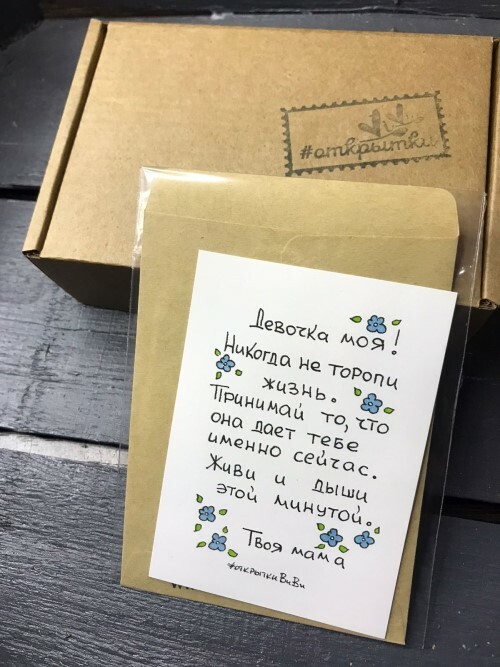 #открытки
Девочка моя!
Никогда не торопи
жизнь.
Принимай то, что
она дает тебе
именно сейчас.
Живи и дыши
этой минутой.
Твоя мама
#открыткиВиВи